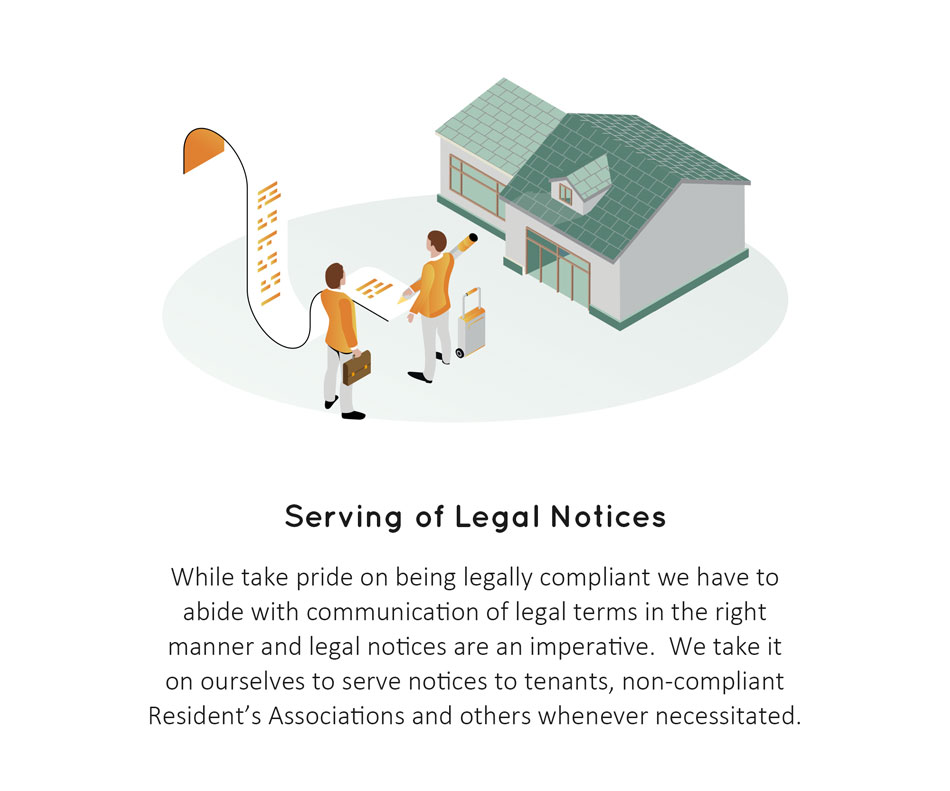 Serving of Legal Notices
While take pride on being legally compliant we have to
abide with communication of legal terms in the right
manner and legal notices are an imperative.  We take it
on ourselves to serve notices to tenants, non-compliant
Resident’s Associations and others whenever necessitated.